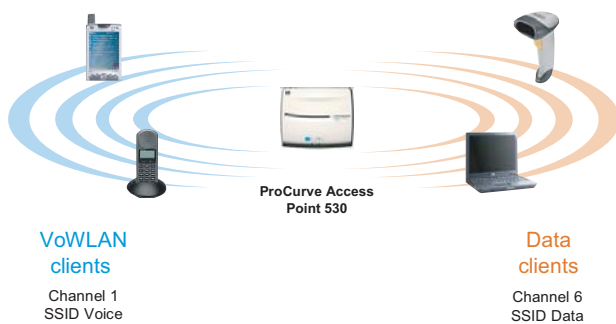 ProCurve Access
Point 530
VoWLAN
clients
Channel 1
SSID Voice
Data
clients
Channel 6
SSID Data